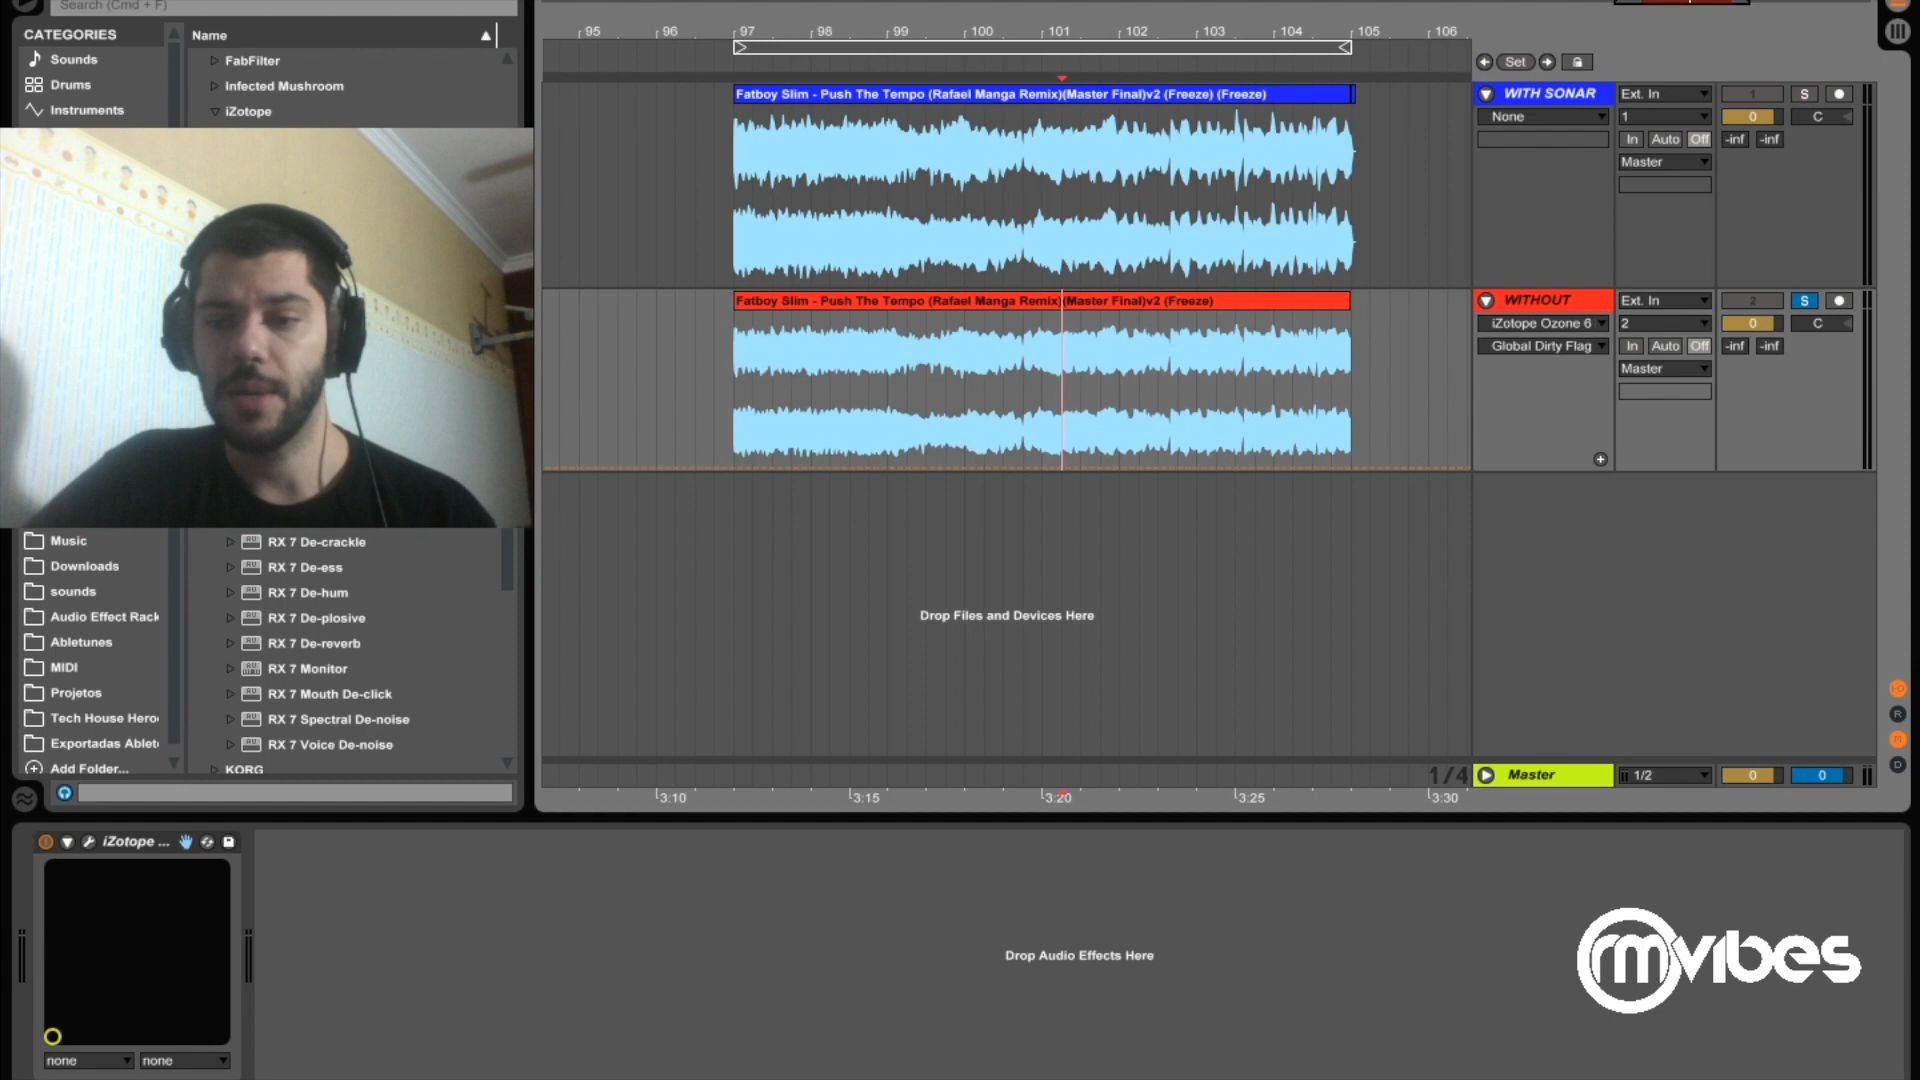 Search (Cmd + F)
CATEGORIES
Sounds
Drums
Instruments
Name
FabFilter
Infected Mushroom
iZotope
Music
Downloads
sounds
Audio Effect Rack
Abletunes
MIDI
Projetos
Tech House Hero
Exportadas Ablet
Add Folder...
RX 7 De-crackle
RX 7 De-ess
RX 7 De-hum
RX 7 De-plosive
RX 7 De-reverb
RX 7 Monitor
RX 7 Mouth De-click
RX 7 Spectral De-noise
RX 7 Voice De-noise
KORG
95 96 97 98 99 100 101 102 103 104 105 106
Set
Fatboy Slim - Push The Tempo (Rafael Manga Remix)(Master Final)v2 (Freeze) (Freeze)
WITH SONAR Ext. In 1 S
None 1 0 C
In Auto Off -inf -inf
Master
Fatboy Slim - Push The Tempo (Rafael Manga Remix)(Master Final)v2 (Freeze)
WITHOUT Ext. In 2 S
iZotope Ozone 6 2 0 C
Global Dirty Flag In Auto Off -inf -inf
Master
Drop Files and Devices Here
1/4 Master 1/2 0 0
3:10 3:15 3:20 3:25 3:30
I·O
R
M
D
iZotope ...
none none
Drop Audio Effects Here
rmvibes